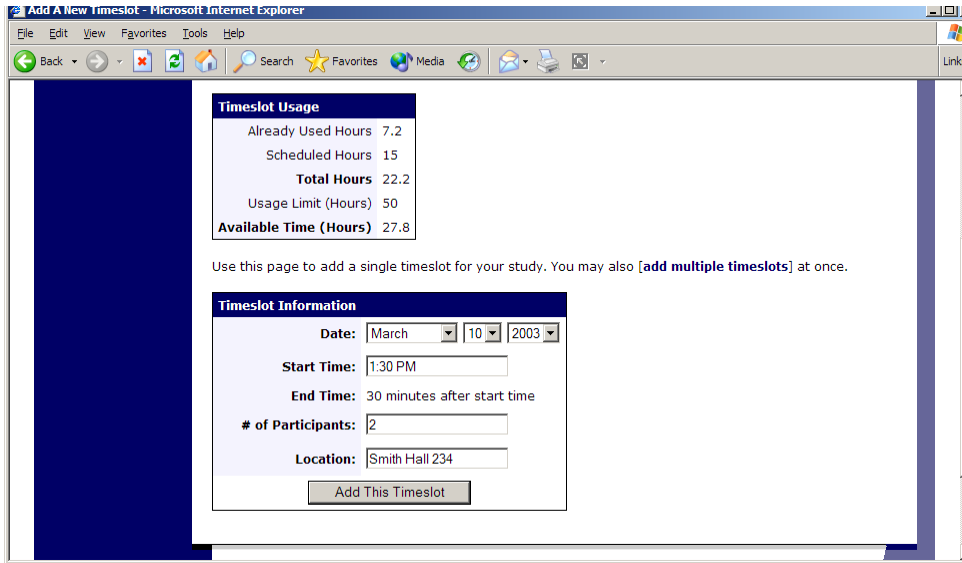 Add A New Timeslot - Microsoft Internet Explorer
File Edit View Favorites Tools Help
Back Search Favorites Media Link
Timeslot Usage
Already Used Hours 7.2
Scheduled Hours 15
Total Hours 22.2
Usage Limit (Hours) 50
Available Time (Hours) 27.8
Use this page to add a single timeslot for your study. You may also [add multiple timeslots] at once.
Timeslot Information
Date: March 10 2003
Start Time: 1:30 PM
End Time: 30 minutes after start time
# of Participants: 2
Location: Smith Hall 234
Add This Timeslot